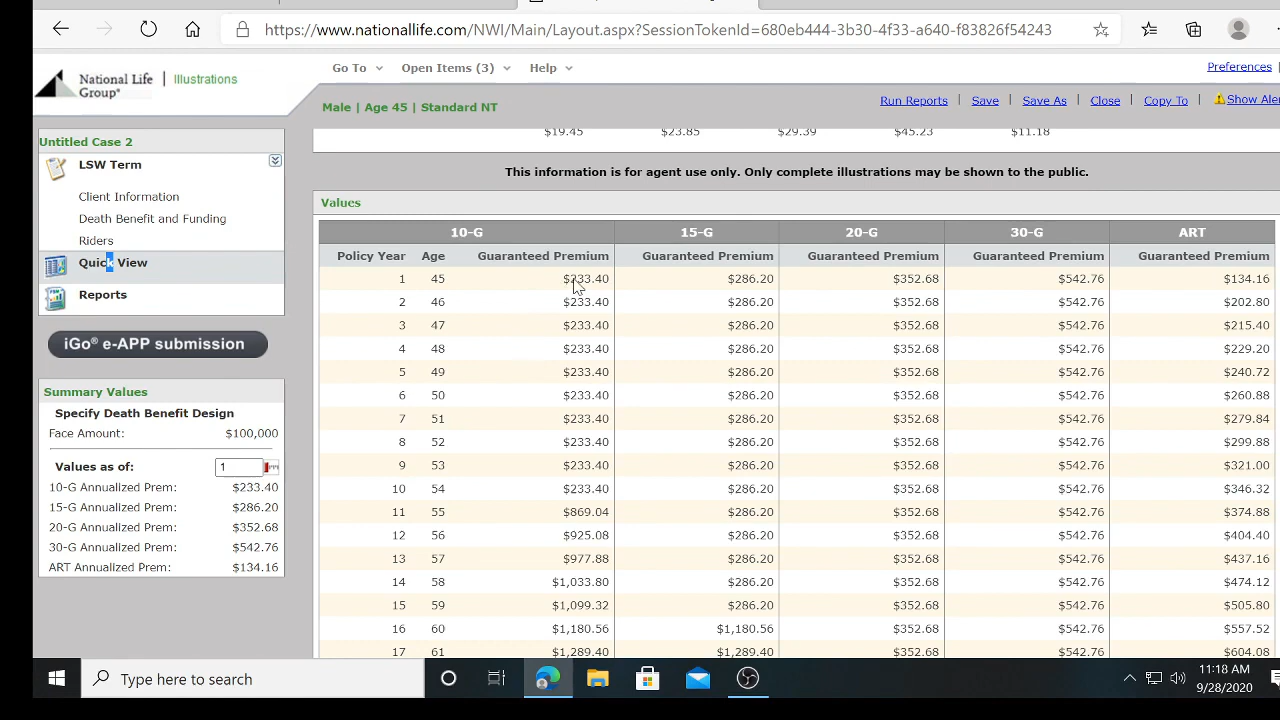 https://www.nationallife.com/NWI/Main/Layout.aspx?SessionTokenId=680eb444-3b30-4f33-a640-f83826f54243
National Life Group® | Illustrations
Go To Open Items (3) Help
Preferences
Male | Age 45 | Standard NT
Run Reports | Save | Save As | Close | Copy To | Show Aler
Untitled Case 2
LSW Term
Client Information
Death Benefit and Funding
Riders
Quick View
Reports
iGo® e-APP submission
Summary Values
Specify Death Benefit Design
Face Amount: $100,000
Values as of: 1
10-G Annualized Prem: $233.40
15-G Annualized Prem: $286.20
20-G Annualized Prem: $352.68
30-G Annualized Prem: $542.76
ART Annualized Prem: $134.16
$19.45 $23.85 $29.39 $45.23 $11.18
This information is for agent use only. Only complete illustrations may be shown to the public.
Values
10-G 15-G 20-G 30-G ART
Policy Year Age Guaranteed Premium Guaranteed Premium Guaranteed Premium Guaranteed Premium Guaranteed Premium
1 45 $233.40 $286.20 $352.68 $542.76 $134.16
2 46 $233.40 $286.20 $352.68 $542.76 $202.80
3 47 $233.40 $286.20 $352.68 $542.76 $215.40
4 48 $233.40 $286.20 $352.68 $542.76 $229.20
5 49 $233.40 $286.20 $352.68 $542.76 $240.72
6 50 $233.40 $286.20 $352.68 $542.76 $260.88
7 51 $233.40 $286.20 $352.68 $542.76 $279.84
8 52 $233.40 $286.20 $352.68 $542.76 $299.88
9 53 $233.40 $286.20 $352.68 $542.76 $321.00
10 54 $233.40 $286.20 $352.68 $542.76 $346.32
11 55 $869.04 $286.20 $352.68 $542.76 $374.88
12 56 $925.08 $286.20 $352.68 $542.76 $404.40
13 57 $977.88 $286.20 $352.68 $542.76 $437.16
14 58 $1,033.80 $286.20 $352.68 $542.76 $474.12
15 59 $1,099.32 $286.20 $352.68 $542.76 $505.80
16 60 $1,180.56 $1,180.56 $352.68 $542.76 $557.52
17 61 $1,289.40 $1,289.40 $352.68 $542.76 $604.08
Type here to search
11:18 AM
9/28/2020